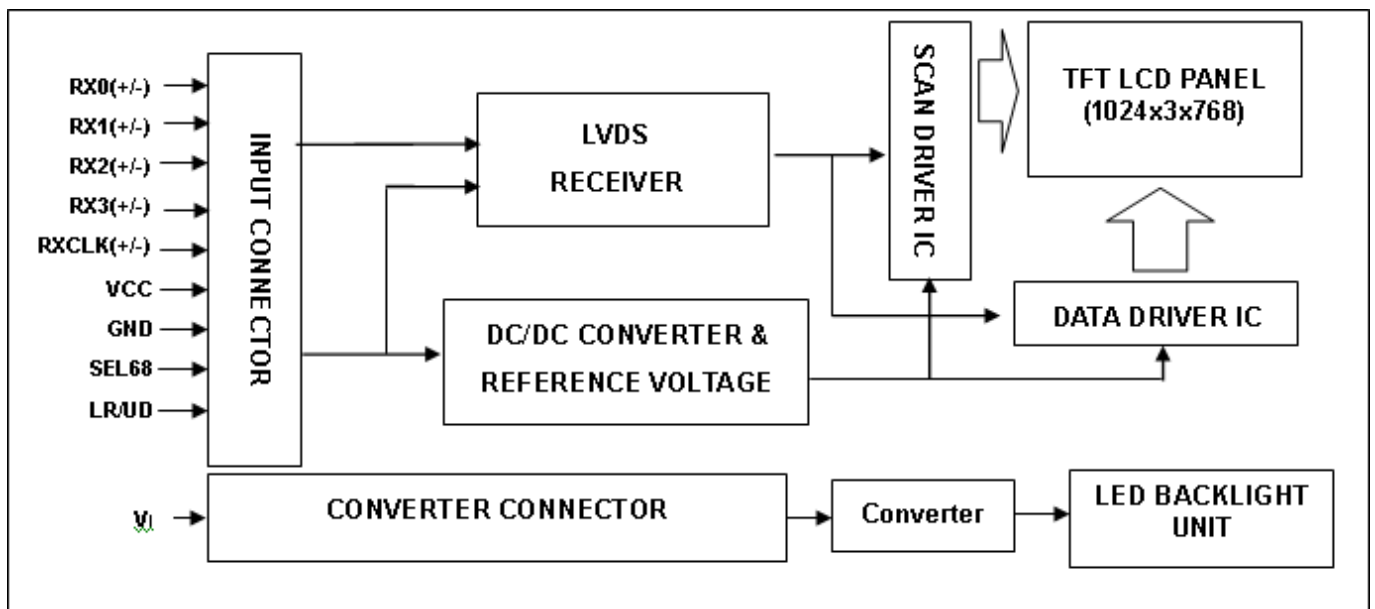 RX0(+/-)
RX1(+/-)
RX2(+/-)
RX3(+/-)
RXCLK(+/-)
VCC
GND
SEL68
LR/UD
INPUT CONNECTOR
LVDS
RECEIVER
DC/DC CONVERTER &
REFERENCE VOLTAGE
SCAN DRIVER IC
TFT LCD PANEL
(1024x3x768)
DATA DRIVER IC
VI
CONVERTER CONNECTOR
Converter
LED BACKLIGHT
UNIT